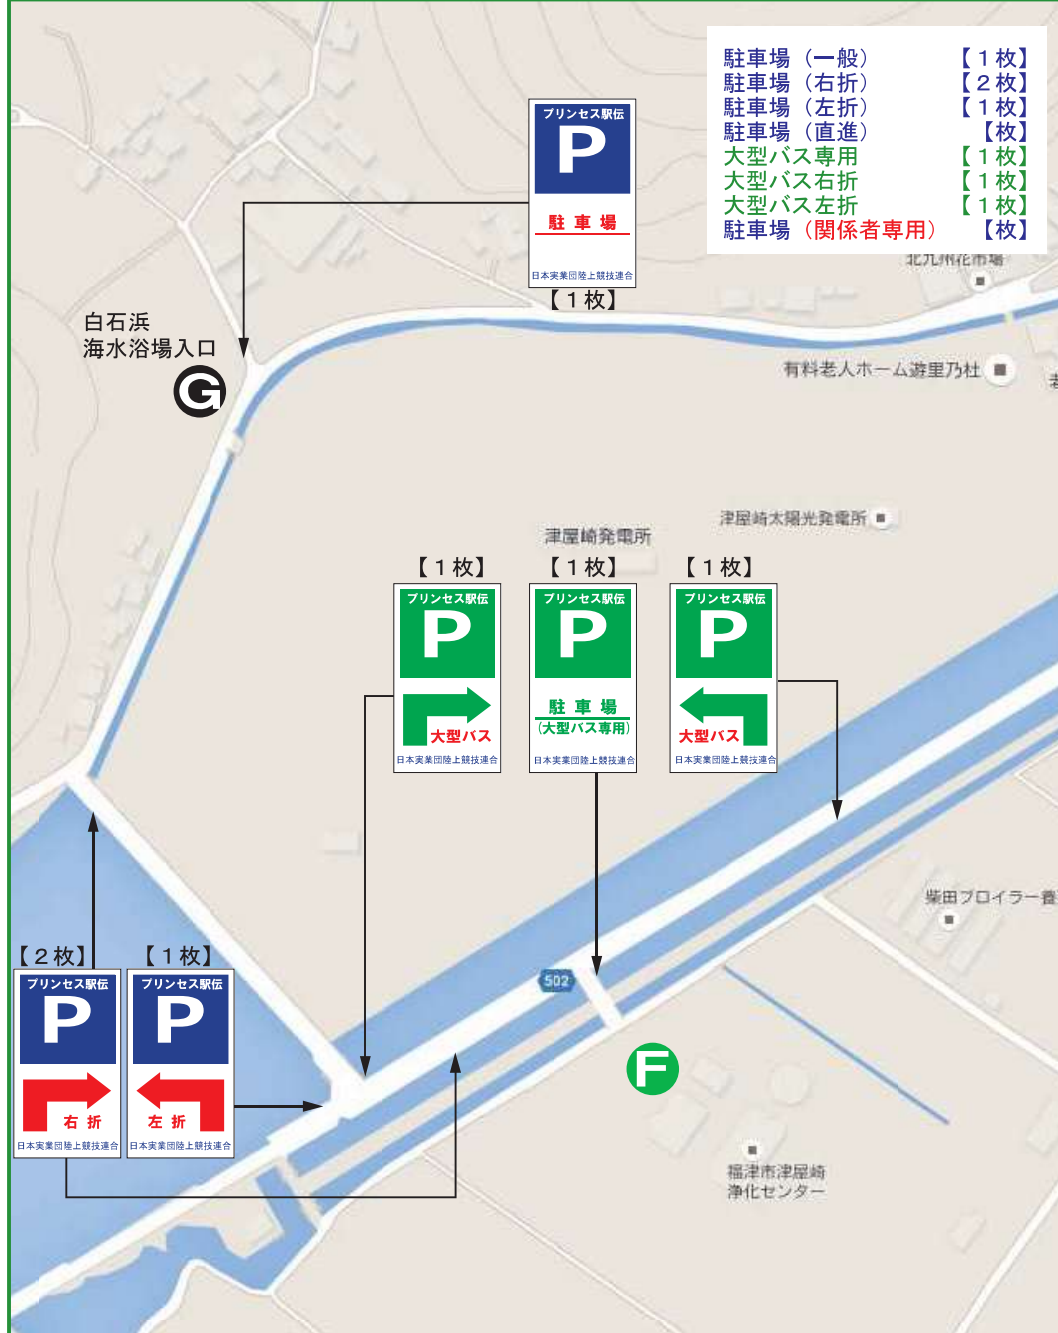 駐車場（一般）　【１枚】
駐車場（右折）　【２枚】
駐車場（左折）　【１枚】
駐車場（直進）　【枚】
大型バス専用　【１枚】
大型バス右折　【１枚】
大型バス左折　【１枚】
駐車場（関係者専用）　【枚】
プリンセス駅伝
P
駐車場
日本実業団陸上競技連合
【１枚】
北九州花市場
白石浜
海水浴場入口
G
有料老人ホーム遊里乃杜
老
津屋崎太陽光発電所
津屋崎発電所
【１枚】
プリンセス駅伝
P
大型バス
日本実業団陸上競技連合
【１枚】
プリンセス駅伝
P
駐車場
(大型バス専用)
日本実業団陸上競技連合
【１枚】
プリンセス駅伝
P
大型バス
日本実業団陸上競技連合
柴田ブロイラー養
【２枚】
プリンセス駅伝
P
右折
日本実業団陸上競技連合
【１枚】
プリンセス駅伝
P
左折
日本実業団陸上競技連合
502
F
福津市津屋崎
浄化センター